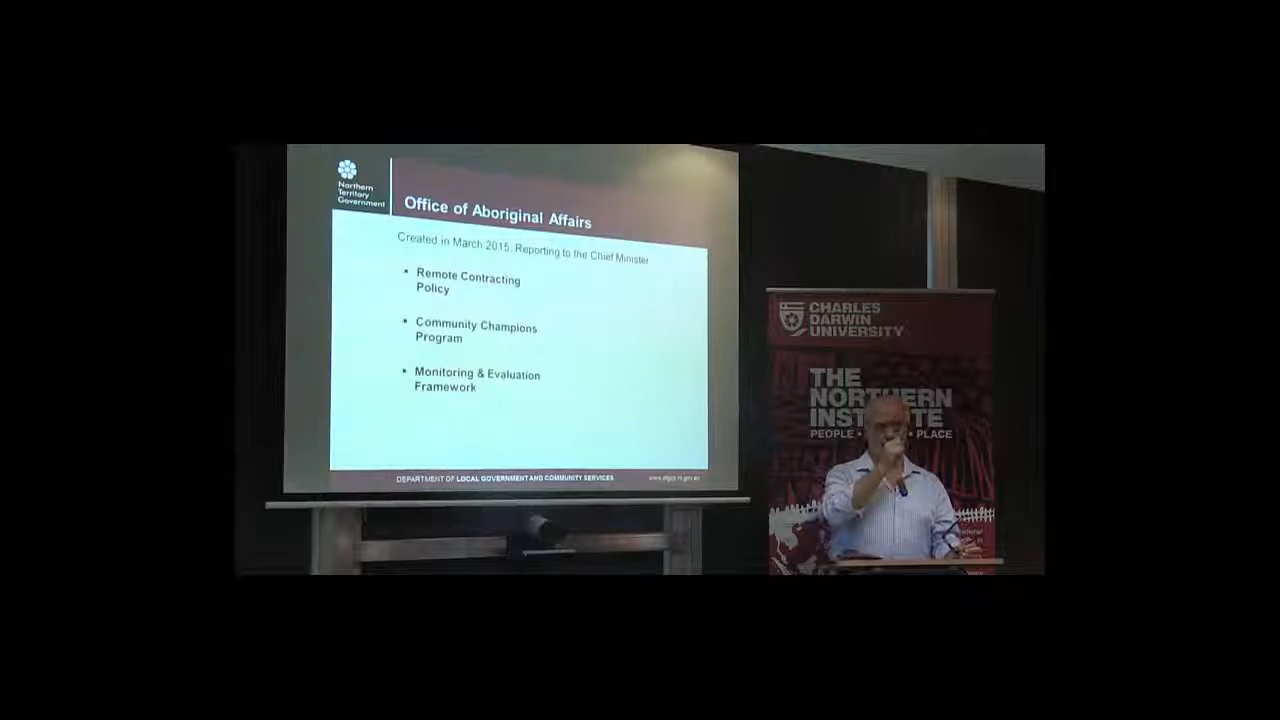 Northern
Territory
Government
Office of Aboriginal Affairs
Created in March 2015. Reporting to the Chief Minister
▪ Remote Contracting
Policy
▪ Community Champions
Program
▪ Monitoring & Evaluation
Framework
DEPARTMENT OF LOCAL GOVERNMENT AND COMMUNITY SERVICES
CHARLES
DARWIN
UNIVERSITY
THE
NORTHERN
INSTITUTE
PEOPLE •
• PLACE